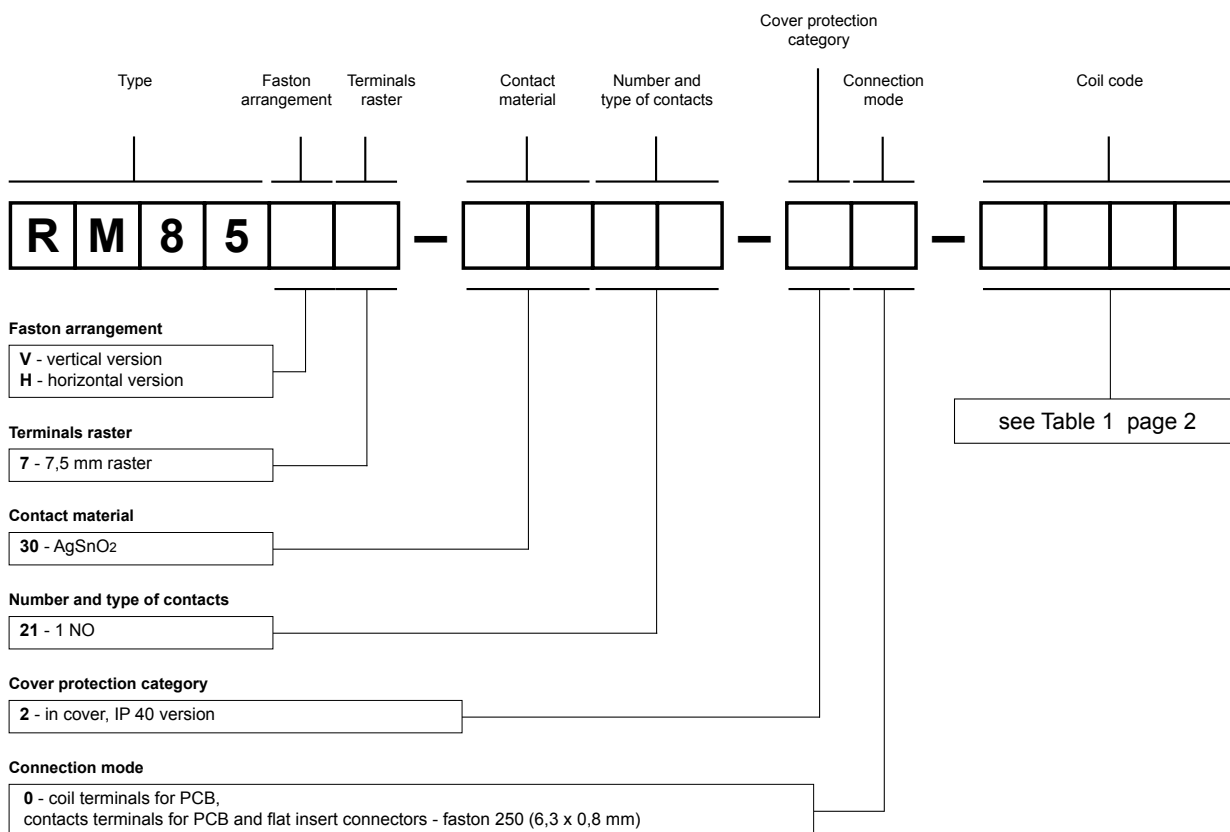 Cover protection
category
Type
Faston
arrangement
Terminals
raster
Contact
material
Number and
type of contacts
Connection
mode
Coil code
R M 8 5 – – –
Faston arrangement
V - vertical version
H - horizontal version
see Table 1 page 2
Terminals raster
7 - 7,5 mm raster
Contact material
30 - AgSnO2
Number and type of contacts
21 - 1 NO
Cover protection category
2 - in cover, IP 40 version
Connection mode
0 - coil terminals for PCB,
contacts terminals for PCB and flat insert connectors - faston 250 (6,3 x 0,8 mm)